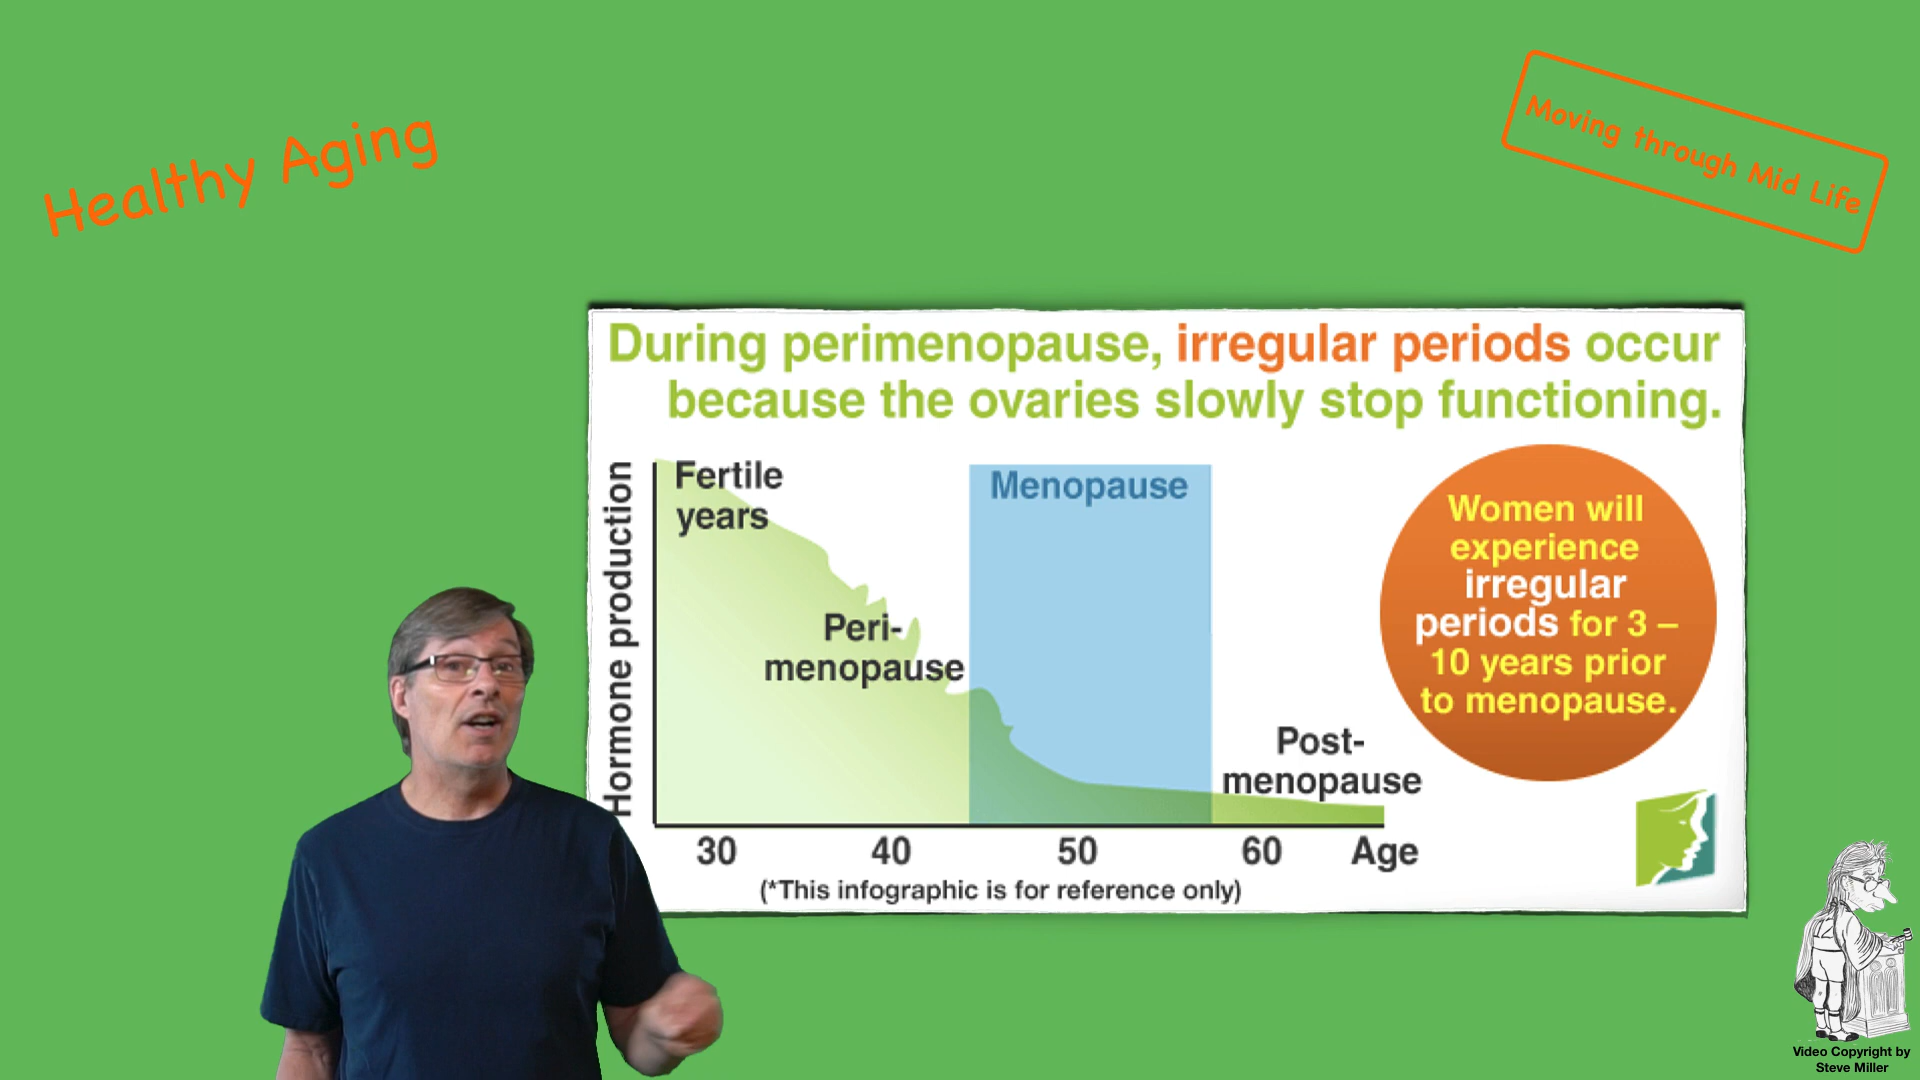 Healthy Aging
Moving through Mid Life
During perimenopause, irregular periods occur
because the ovaries slowly stop functioning.
Hormone production
Fertile
years
Peri-
menopause
Menopause
Post-
menopause
30 40 50 60 Age
(*This infographic is for reference only)
Women will
experience
irregular
periods for 3 –
10 years prior
to menopause.
Video Copyright by
Steve Miller